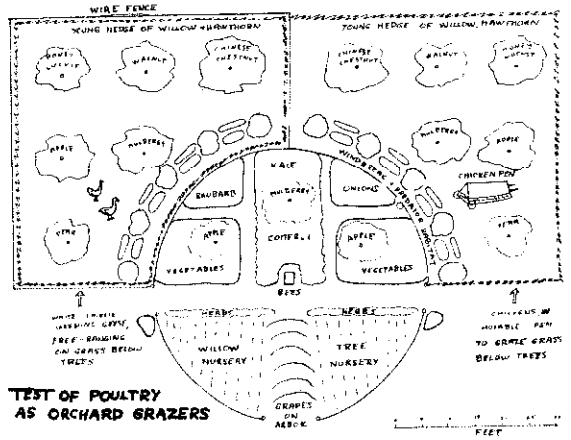 WIRE FENCE
YOUNG HEDGE OF WILLOW & HAWTHORN
YOUNG HEDGE OF WILLOW, HAWTHORN
HONEY
LOCUST
WALNUT
CHINESE
CHESTNUT
CHINESE
CHESTNUT
WALNUT
HONEY
LOCUST
APPLE
MULBERRY
KALE
MULBERRY
APPLE
WINDBREAK - PREDATOR HABITAT
CHICKEN PEN
RHUBARB
MULBERRY
ONIONS
PEAR
APPLE
COMFREY
APPLE
PEAR
VEGETABLES
VEGETABLES
BEES
WEEDING GEESE,
FREE-RANGING
ON GRASS BELOW
TREES
HERBS
HERBS
CHICKENS IN
MOVABLE PEN
TO GRAZE GRASS
BELOW TREES
WILLOW
NURSERY
TREE
NURSERY
TEST OF POULTRY
AS ORCHARD GRAZERS
GRAPES
ON
ARBOR
FEET